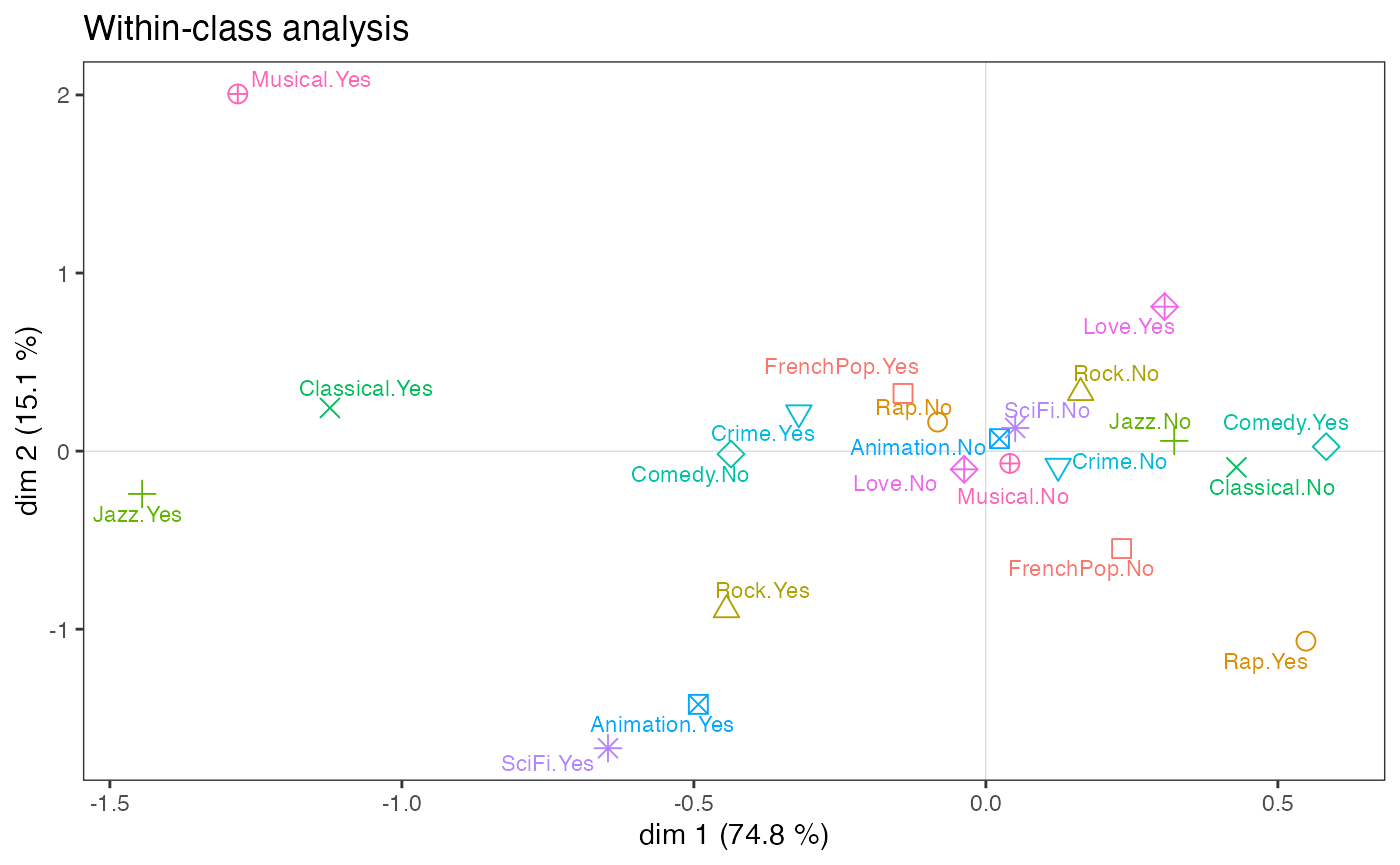 Within-class analysis
Musical.Yes
2
1
Love.Yes
FrenchPop.Yes
Rock.No
Classical.Yes
Rap.No
SciFi.No
Jazz.No
Comedy.Yes
Crime.Yes
Animation.No
0
Crime.No
Comedy.No
Love.No
Musical.No
Classical.No
Jazz.Yes
FrenchPop.No
Rock.Yes
-1
Rap.Yes
Animation.Yes
SciFi.Yes
-1.5
-1.0
-0.5
0.0
0.5
dim 1 (74.8 %)
dim 2 (15.1 %)